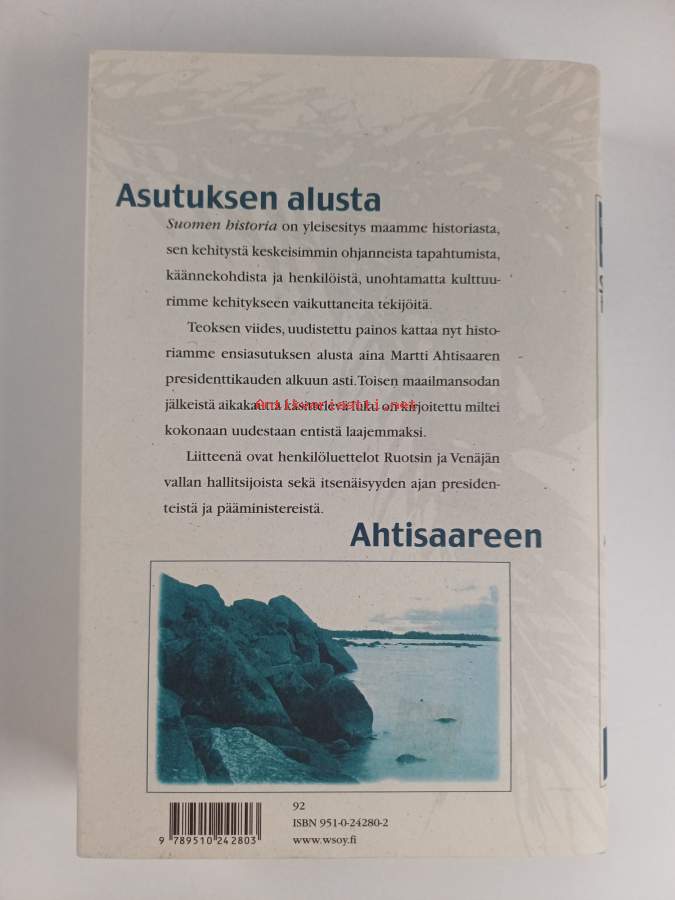 Asutuksen alusta
Suomen historia on yleisesitys maamme historiasta,
sen kehitystä keskeisimmin ohjanneista tapahtumista,
käännekohdista ja henkilöistä, unohtamatta kulttuu-
rimme kehitykseen vaikuttaneita tekijöitä.
Teoksen viides, uudistettu painos kattaa nyt histo-
riamme ensiasutuksen alusta aina Martti Ahtisaaren
presidenttikauden alkuun asti. Toisen maailmansodan
jälkeistä aikakautta käsittelevä luku on kirjoitettu miltei
Antikvariaatti.net
kokonaan uudestaan entistä laajemmaksi.
Liitteenä ovat henkilöluettelot Ruotsin ja Venäjän
vallan hallitsijoista sekä itsenäisyyden ajan presiden-
teistä ja pääministereistä.
Ahtisaareen
92
ISBN 951-0-24280-2
www.wsoy.fi
9 789510 242803